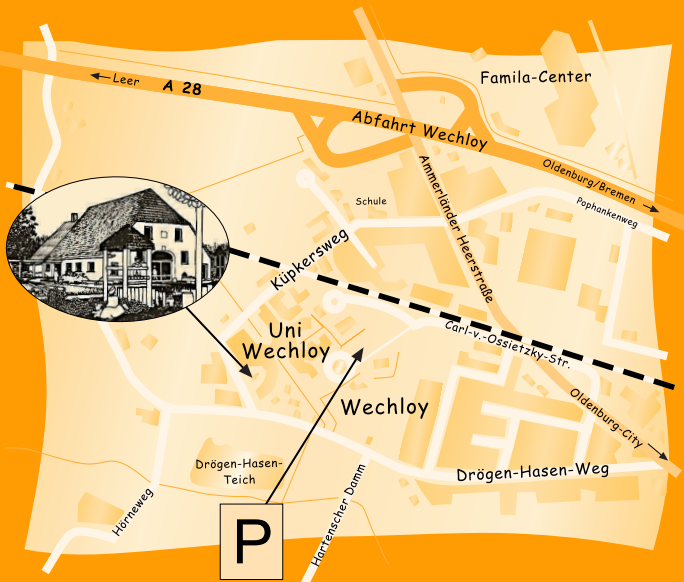 Famila-Center
Leer
A 28
Abfahrt Wechloy
Oldenburg/Bremen
Ammerländer Heerstraße
Schule
Pophankenweg
Küpkersweg
Uni
Wechloy
Carl-v.-Ossietzky-Str.
Wechloy
Oldenburg-City
Drögen-Hasen-
Teich
Drögen-Hasen-Weg
Hörneweg
Hartenscher Damm
P